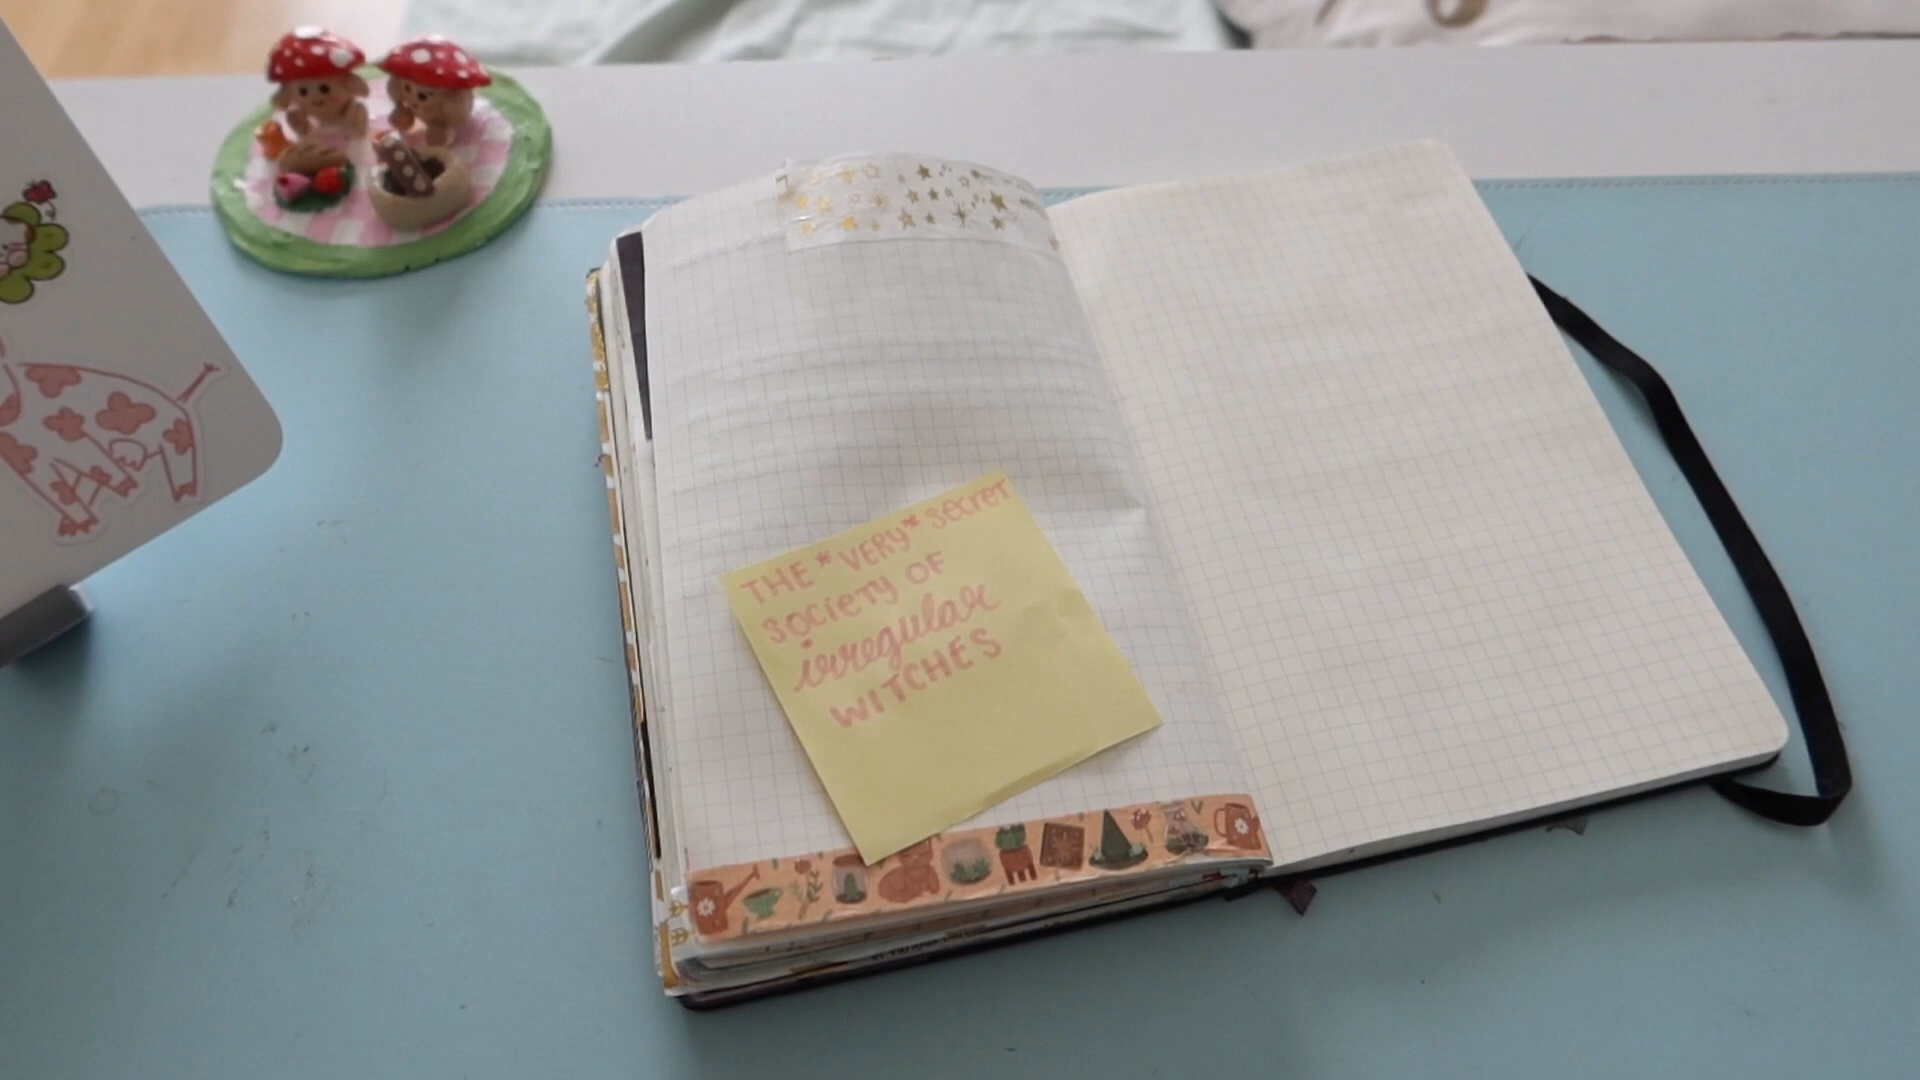 THE *VERY* secret
society OF
irregular
WITCHES